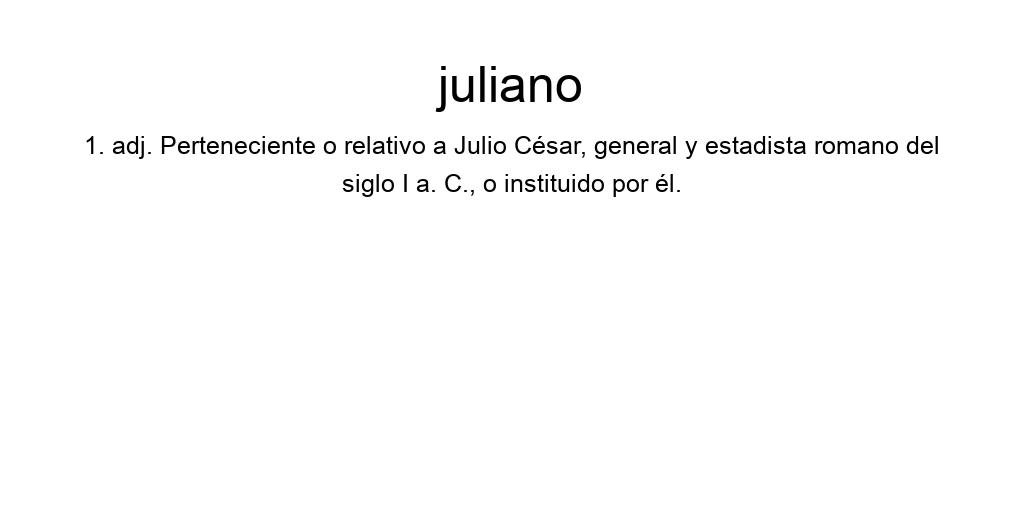 juliano
1. adj. Perteneciente o relativo a Julio César, general y estadista romano del
siglo I a. C., o instituido por él.